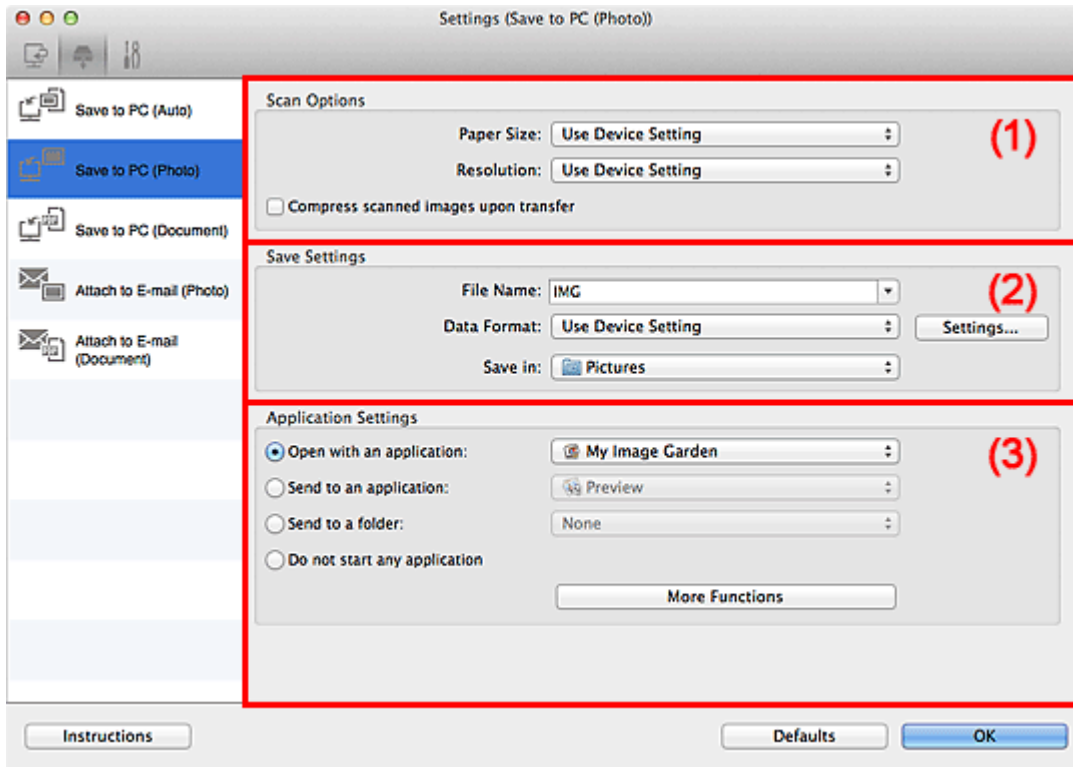 Settings (Save to PC (Photo))
Save to PC (Auto)
Save to PC (Photo)
Save to PC (Document)
Attach to E-mail (Photo)
Attach to E-mail
(Document)
Scan Options
(1)
Paper Size: Use Device Setting
Resolution: Use Device Setting
Compress scanned images upon transfer
Save Settings
(2)
File Name: IMG
Data Format: Use Device Setting Settings...
Save in: Pictures
Application Settings
(3)
Open with an application: My Image Garden
Send to an application: Preview
Send to a folder: None
Do not start any application
More Functions
Instructions Defaults OK